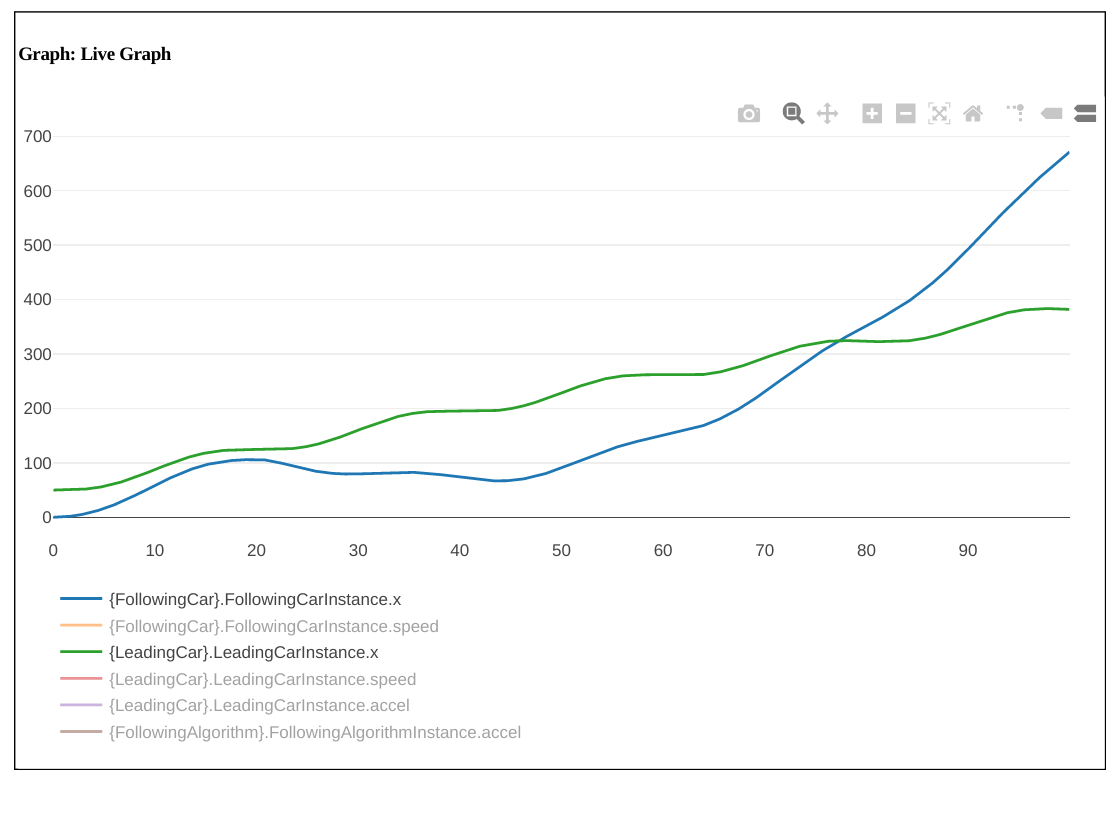 Graph: Live Graph
700
600
500
400
300
200
100
0
0 10 20 30 40 50 60 70 80 90
{FollowingCar}.FollowingCarInstance.x
{FollowingCar}.FollowingCarInstance.speed
{LeadingCar}.LeadingCarInstance.x
{LeadingCar}.LeadingCarInstance.speed
{LeadingCar}.LeadingCarInstance.accel
{FollowingAlgorithm}.FollowingAlgorithmInstance.accel